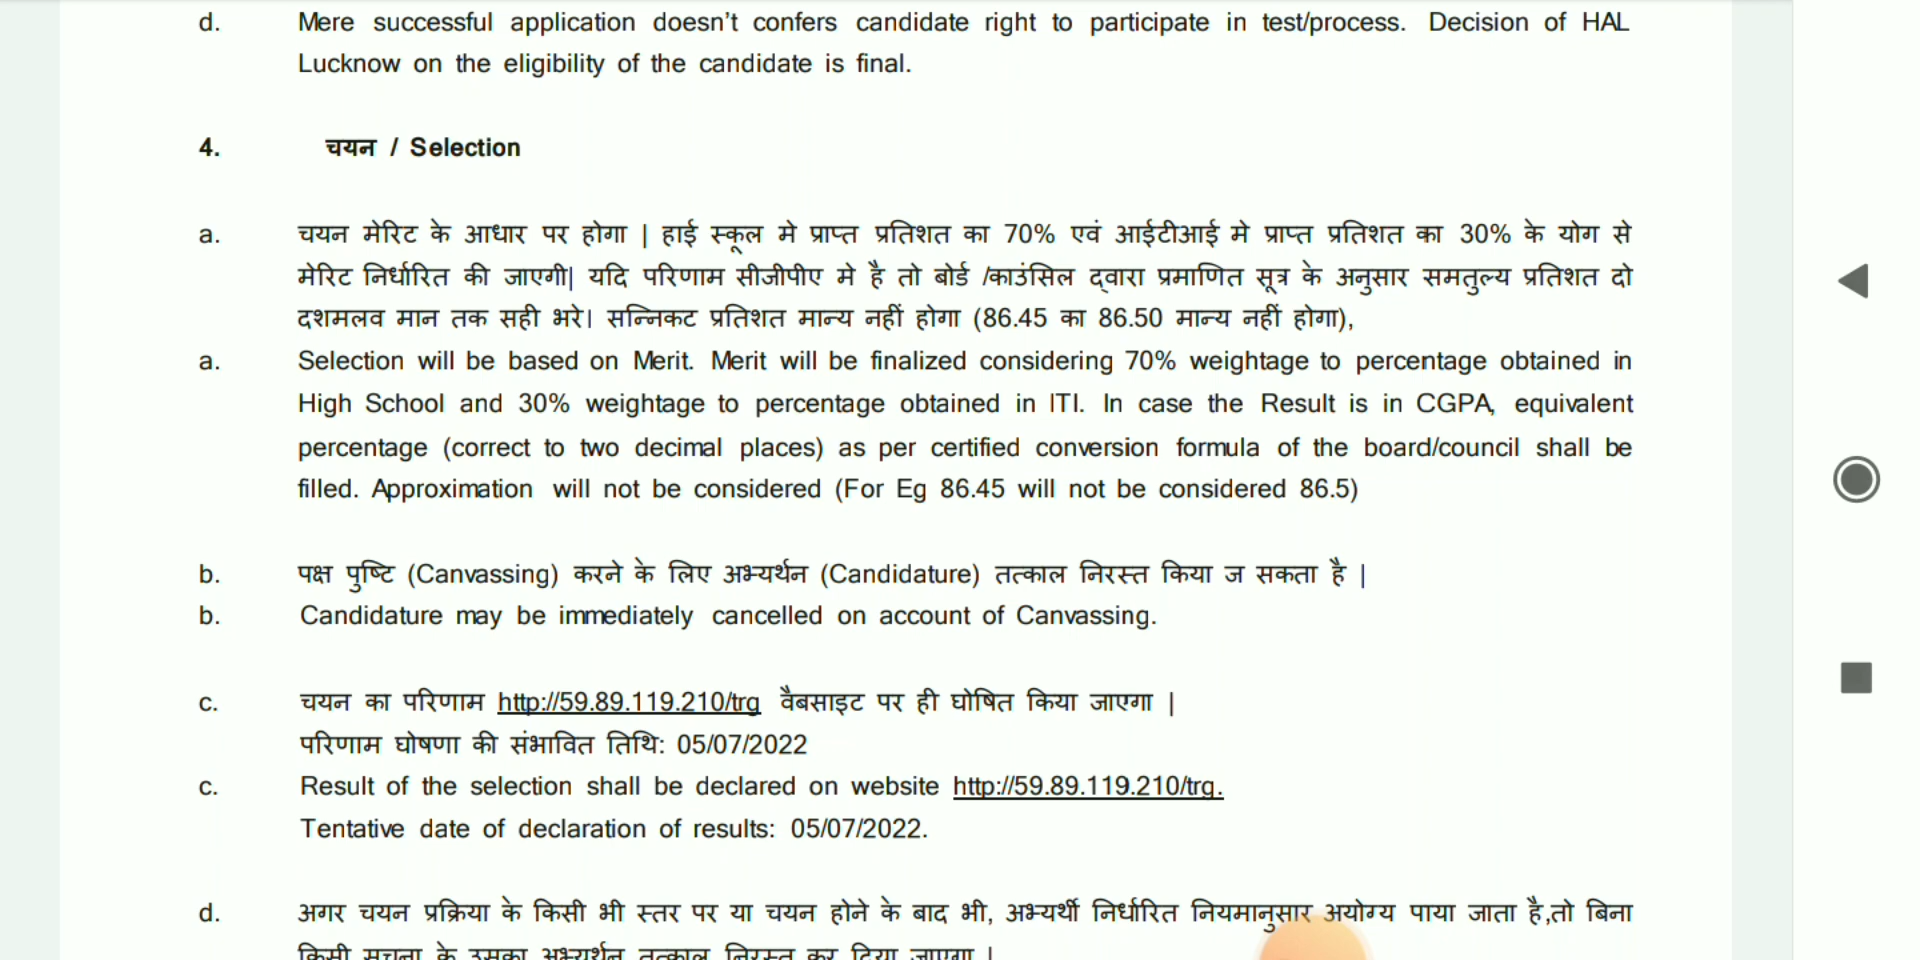 d. Mere successful application doesn't confers candidate right to participate in test/process. Decision of HAL
Lucknow on the eligibility of the candidate is final.
4. चयन / Selection
a. चयन मेरिट के आधार पर होगा | हाई स्कूल मे प्राप्त प्रतिशत का 70% एवं आईटीआई मे प्राप्त प्रतिशत का 30% के योग से
मेरिट निर्धारित की जाएगी| यदि परिणाम सीजीपीए मे है तो बोर्ड /काउंसिल द्वारा प्रमाणित सूत्र के अनुसार समतुल्य प्रतिशत दो
दशमलव मान तक सही भरे। सन्निकट प्रतिशत मान्य नहीं होगा (86.45 का 86.50 मान्य नहीं होगा),
a. Selection will be based on Merit. Merit will be finalized considering 70% weightage to percentage obtained in
High School and 30% weightage to percentage obtained in ITI. In case the Result is in CGPA, equivalent
percentage (correct to two decimal places) as per certified conversion formula of the board/council shall be
filled. Approximation will not be considered (For Eg 86.45 will not be considered 86.5)
b. पक्ष पुष्टि (Canvassing) करने के लिए अभ्यर्थन (Candidature) तत्काल निरस्त किया ज सकता है |
b. Candidature may be immediately cancelled on account of Canvassing.
c. चयन का परिणाम http://59.89.119.210/trg वैबसाइट पर ही घोषित किया जाएगा |
परिणाम घोषणा की संभावित तिथि: 05/07/2022
c. Result of the selection shall be declared on website http://59.89.119.210/trg.
Tentative date of declaration of results: 05/07/2022.
d. अगर चयन प्रक्रिया के किसी भी स्तर पर या चयन होने के बाद भी, अभ्यर्थी निर्धारित नियमानुसार अयोग्य पाया जाता है,तो बिना
किसी सूचना के उसका अभ्यर्थन तत्काल निरस्त कर दिया जाएगा |